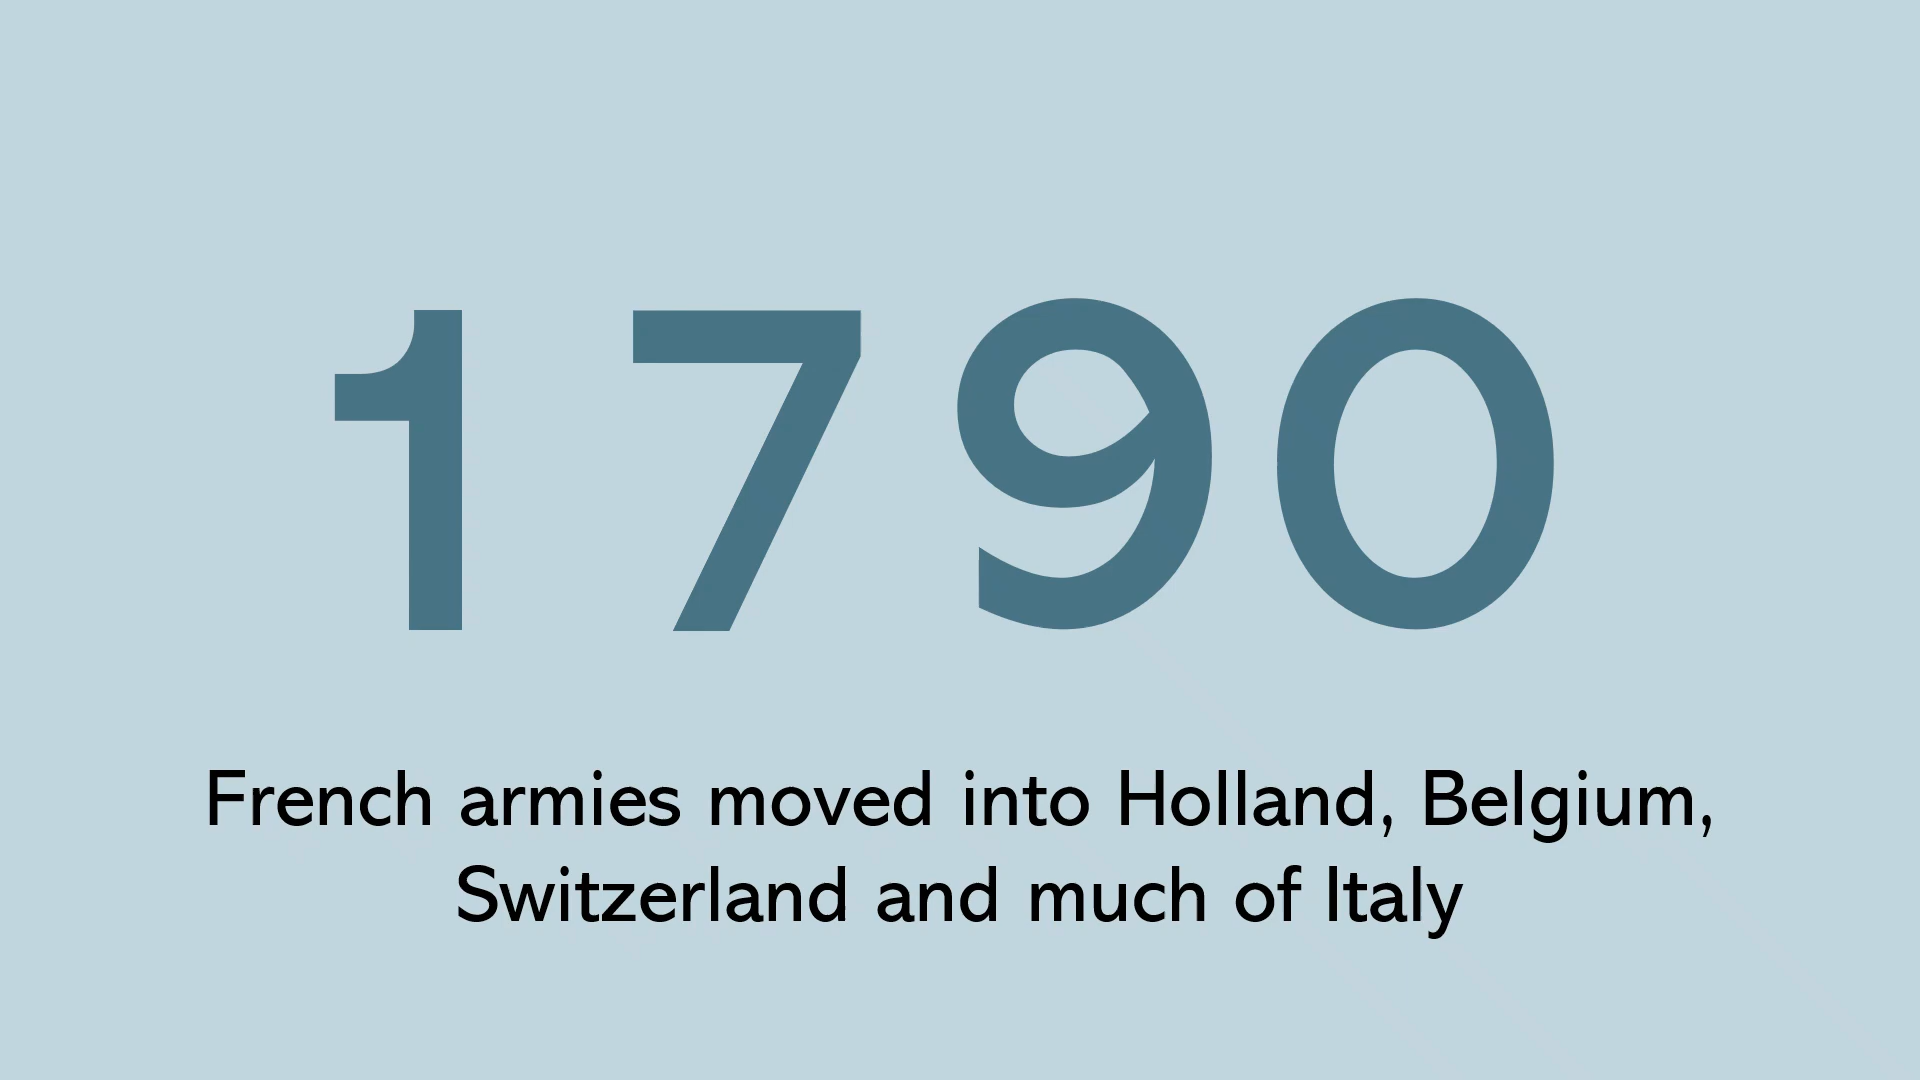 1790
French armies moved into Holland, Belgium,
Switzerland and much of Italy